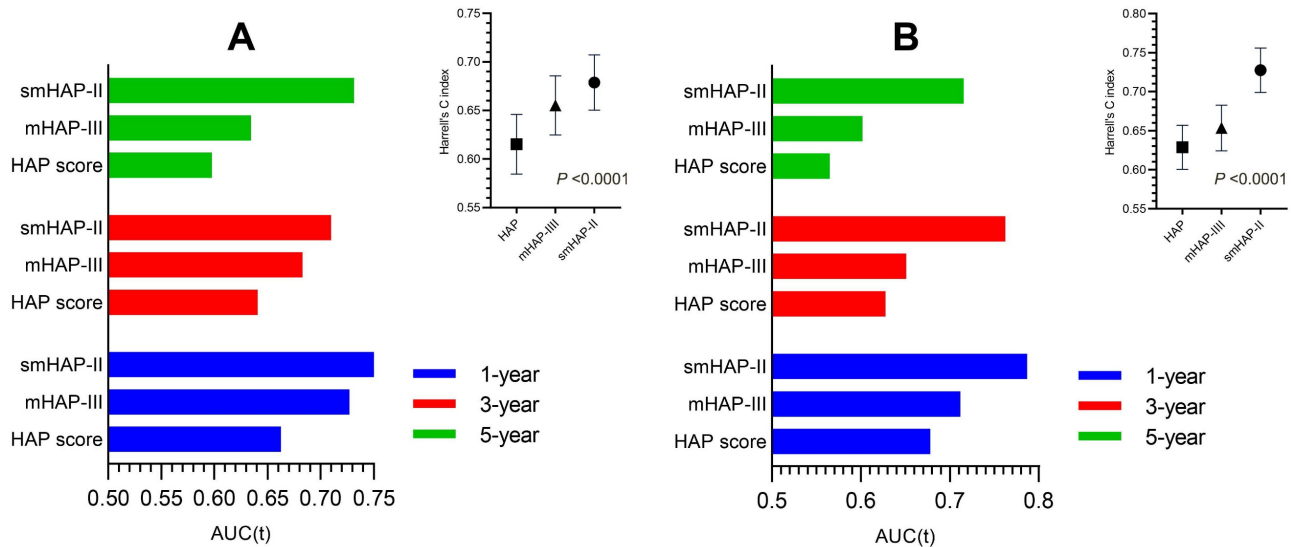 A
smHAP-II
mHAP-III
HAP score
smHAP-II
mHAP-III
HAP score
smHAP-II
mHAP-III
HAP score
0.50 0.55 0.60 0.65 0.70 0.75
AUC(t)
1-year
3-year
5-year
Harrell's C index
0.75
0.70
0.65
0.60
0.55
P <0.0001
HAP
mHAP-IIII
smHAP-II
B
smHAP-II
mHAP-III
HAP score
smHAP-II
mHAP-III
HAP score
smHAP-II
mHAP-III
HAP score
0.5 0.6 0.7 0.8
AUC(t)
1-year
3-year
5-year
Harrell's C index
0.80
0.75
0.70
0.65
0.60
0.55
P <0.0001
HAP
mHAP-IIII
smHAP-II